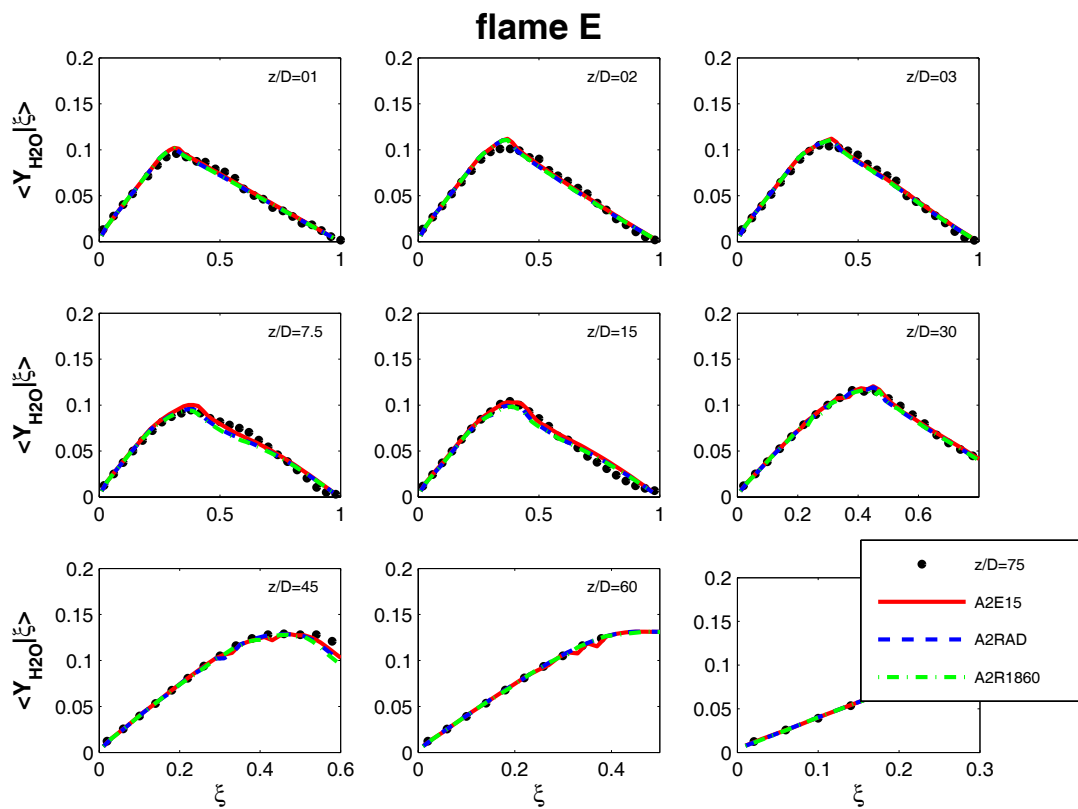 flame E
0.2
0.15
0.1
0.05
0
0 0.5 1
<Y_H2O|ξ>
z/D=01
0.2
0.15
0.1
0.05
0
0 0.5 1
z/D=02
0.2
0.15
0.1
0.05
0
0 0.5 1
z/D=03
0.2
0.15
0.1
0.05
0
0 0.5 1
<Y_H2O|ξ>
z/D=7.5
0.2
0.15
0.1
0.05
0
0 0.5 1
z/D=15
0.2
0.15
0.1
0.05
0
0 0.2 0.4 0.6
z/D=30
0.2
0.15
0.1
0.05
0
0 0.2 0.4 0.6
<Y_H2O|ξ>
ξ
z/D=45
0.2
0.15
0.1
0.05
0
0 0.2 0.4
ξ
z/D=60
0.2
0.15
0.1
0.05
0
0 0.1 0.2 0.3
ξ
z/D=75
A2E15
A2RAD
A2R1860